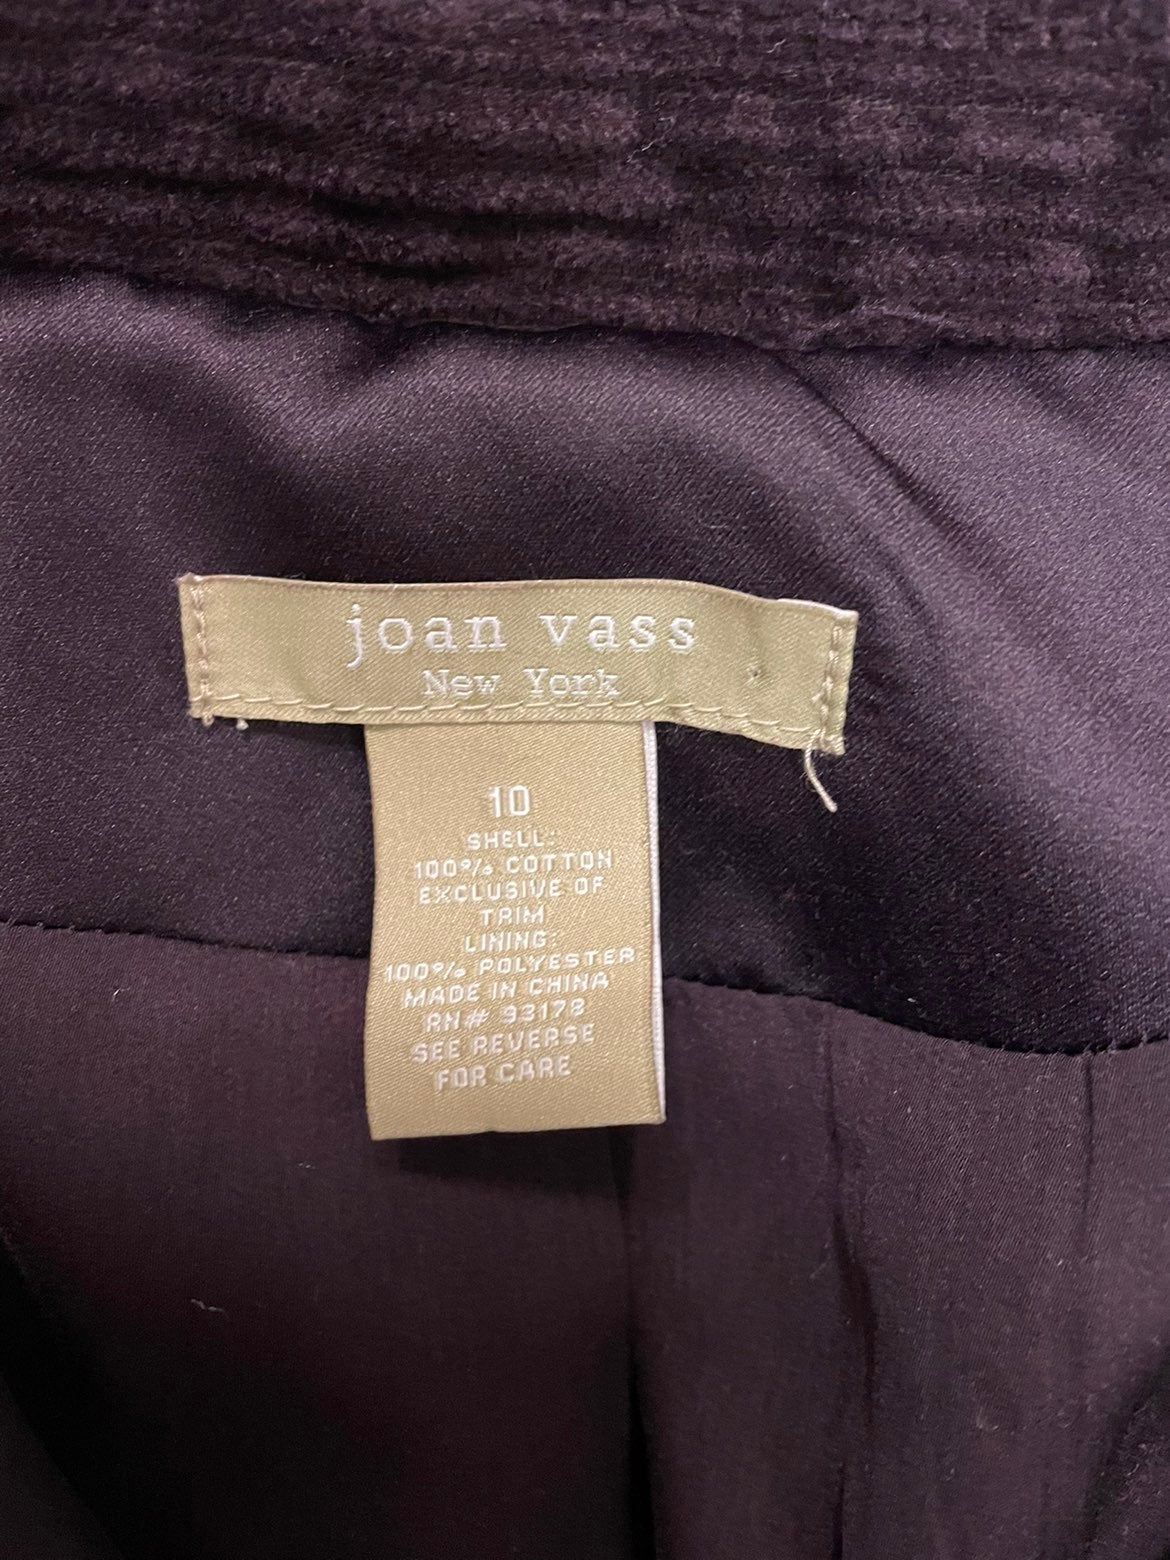 joan vass
New York
10
SHELL:
100% COTTON
EXCLUSIVE OF
TRIM
LINING:
100% POLYESTER
MADE IN CHINA
RN# 93178
SEE REVERSE
FOR CARE